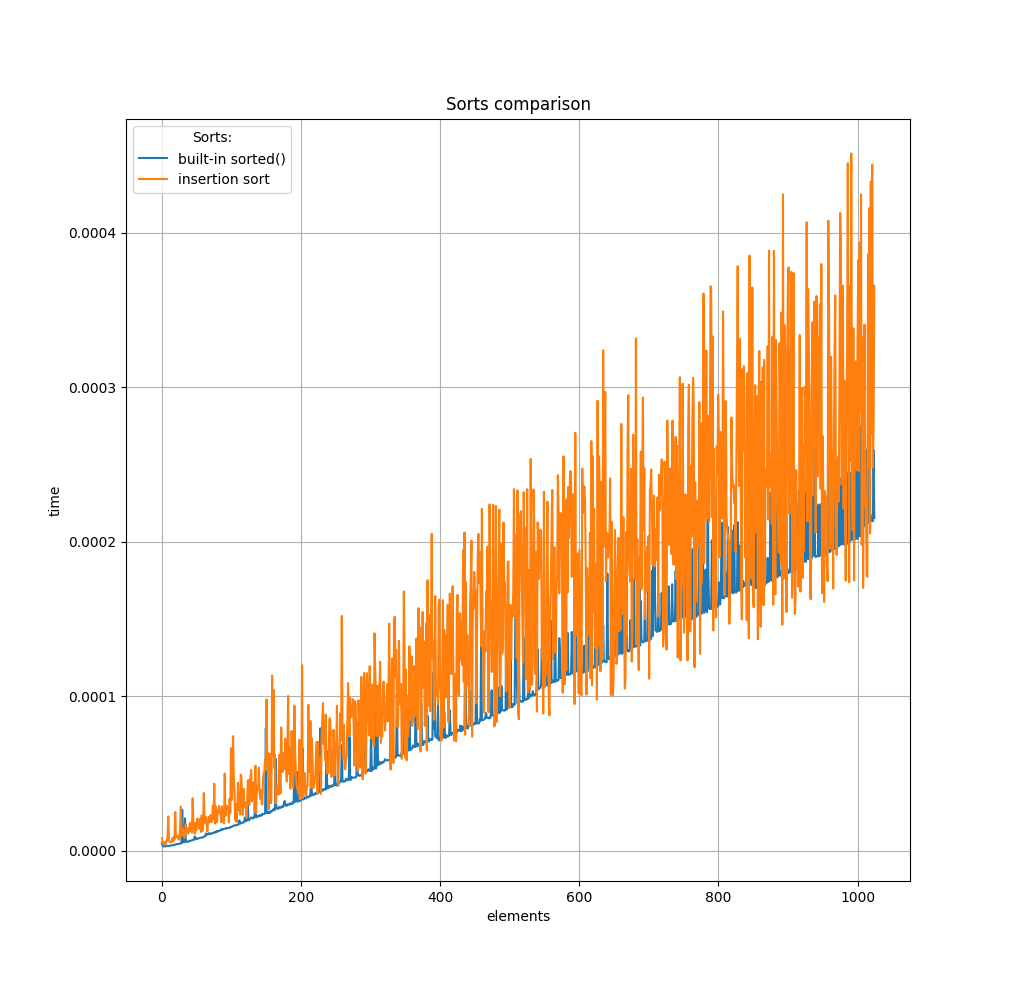 Sorts comparison
Sorts:
built-in sorted()
insertion sort
0.0004
0.0003
0.0002
0.0001
0.0000
time
0 200 400 600 800 1000
elements